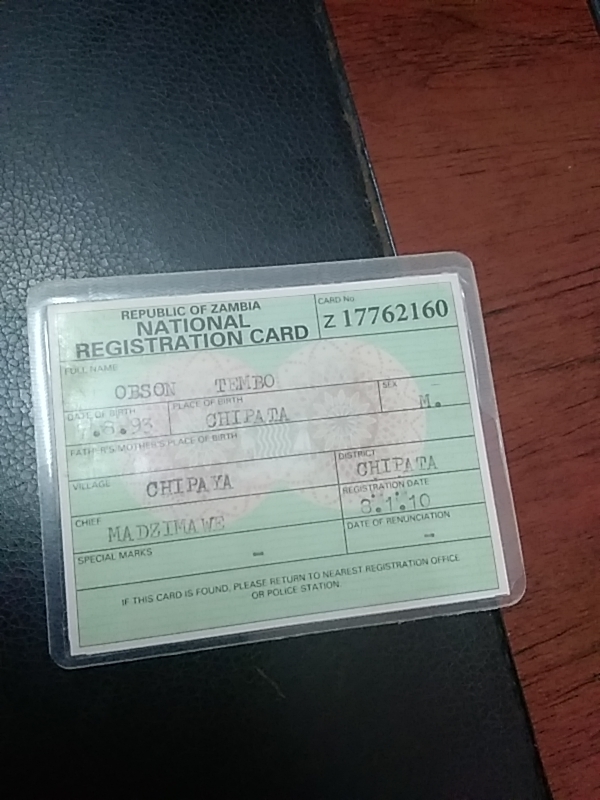 REPUBLIC OF ZAMBIA
NATIONAL
REGISTRATION CARD
CARD No.
Z 17762160
FULL NAME
OBSON TEMBO
SEX
M.
DATE OF BIRTH
.93
PLACE OF BIRTH
CHIPATA
FATHER'S/MOTHER'S PLACE OF BIRTH
VILLAGE
CHIPAYA
DISTRICT
CHIPATA
CHIEF
MADZIMAWE
REGISTRATION DATE
8.1.10
SPECIAL MARKS
DATE OF RENUNCIATION
IF THIS CARD IS FOUND, PLEASE RETURN TO NEAREST REGISTRATION OFFICE
OR POLICE STATION.